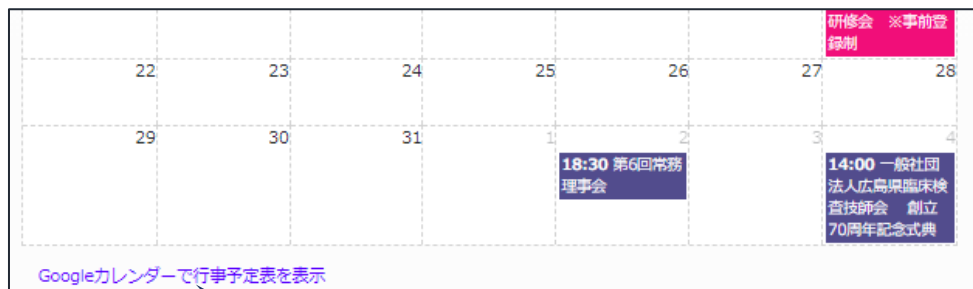 研修会　※事前登
録制
22 23 24 25 26 27 28
29 30 31 1 2 3 4
18:30 第6回常務
理事会
14:00 一般社団
法人広島県臨床検
査技師会　創立
70周年記念式典
Googleカレンダーで行事予定表を表示